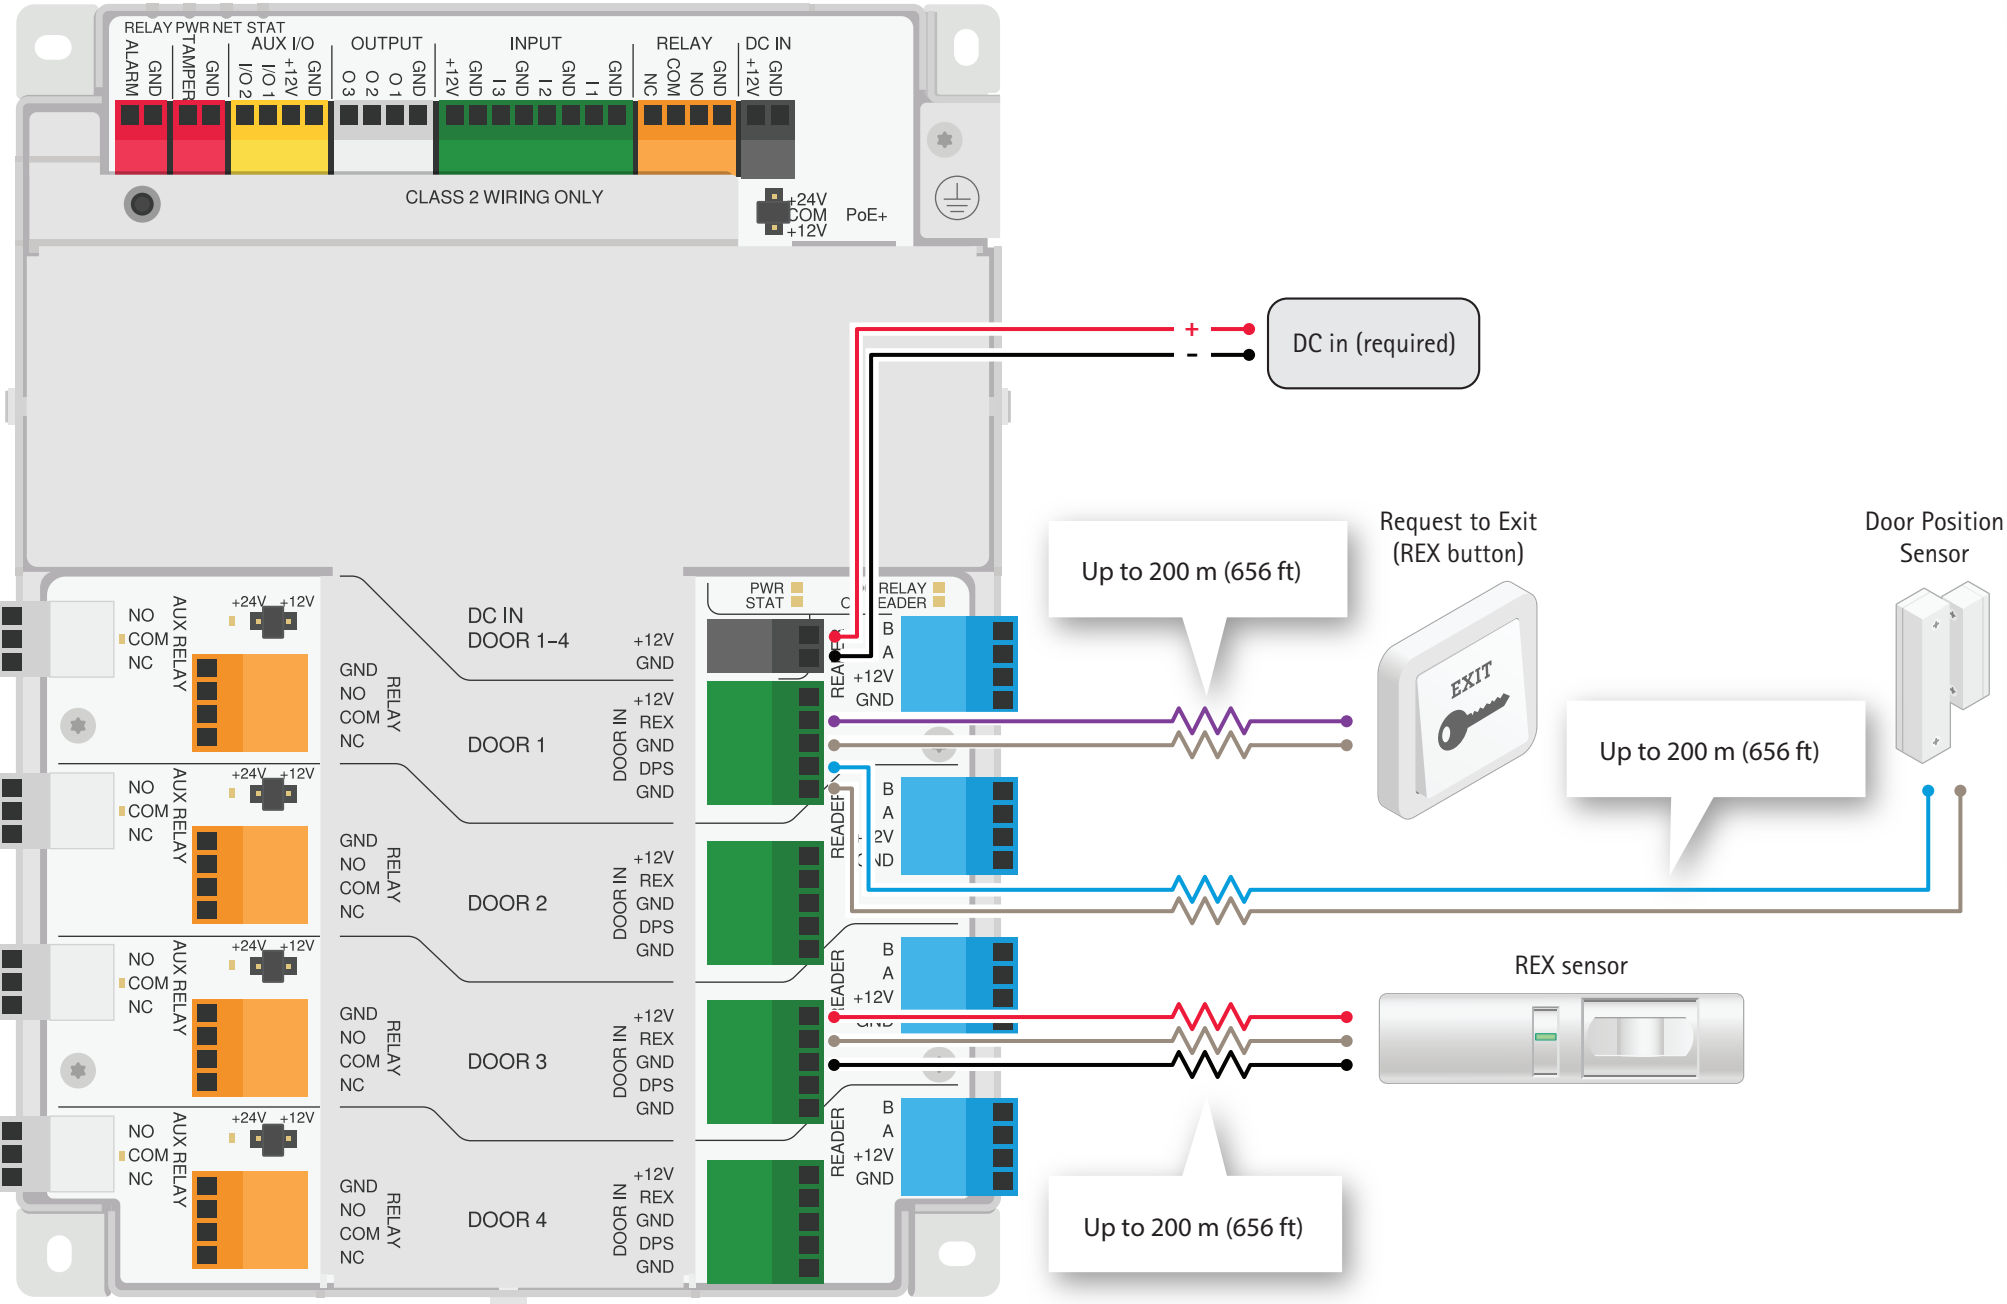 RELAY PWR NET STAT
AUX I/O OUTPUT INPUT RELAY DC IN
ALARM GND TAMPER GND I/O 2 I/O 1 +12V GND O 3 O 2 O 1 GND +12V GND I 3 GND I 2 GND I 1 GND NC COM NO GND +12V GND
CLASS 2 WIRING ONLY
+24V
COM PoE+
+12V
+
-
DC in (required)
Up to 200 m (656 ft)
Request to Exit
(REX button)
EXIT
Door Position
Sensor
Up to 200 m (656 ft)
REX sensor
Up to 200 m (656 ft)
PWR
STAT
RELAY
NO
COM
NC
AUX RELAY
+24V +12V
GND
NO
COM
NC
RELAY
DC IN
DOOR 1-4
+12V
GND
DOOR 1
DOOR IN
+12V
REX
GND
DPS
GND
B
A
+12V
GND
NO
COM
NC
AUX RELAY
+24V +12V
GND
NO
COM
NC
RELAY
DOOR 2
DOOR IN
+12V
REX
GND
DPS
GND
READER
B
A
NO
COM
NC
AUX RELAY
+24V +12V
GND
NO
COM
NC
RELAY
DOOR 3
DOOR IN
+12V
REX
GND
DPS
GND
READER
B
A
+12V
GND
NO
COM
NC
AUX RELAY
+24V +12V
GND
NO
COM
NC
RELAY
DOOR 4
DOOR IN
+12V
REX
GND
DPS
GND
READER
B
A
+12V
GND